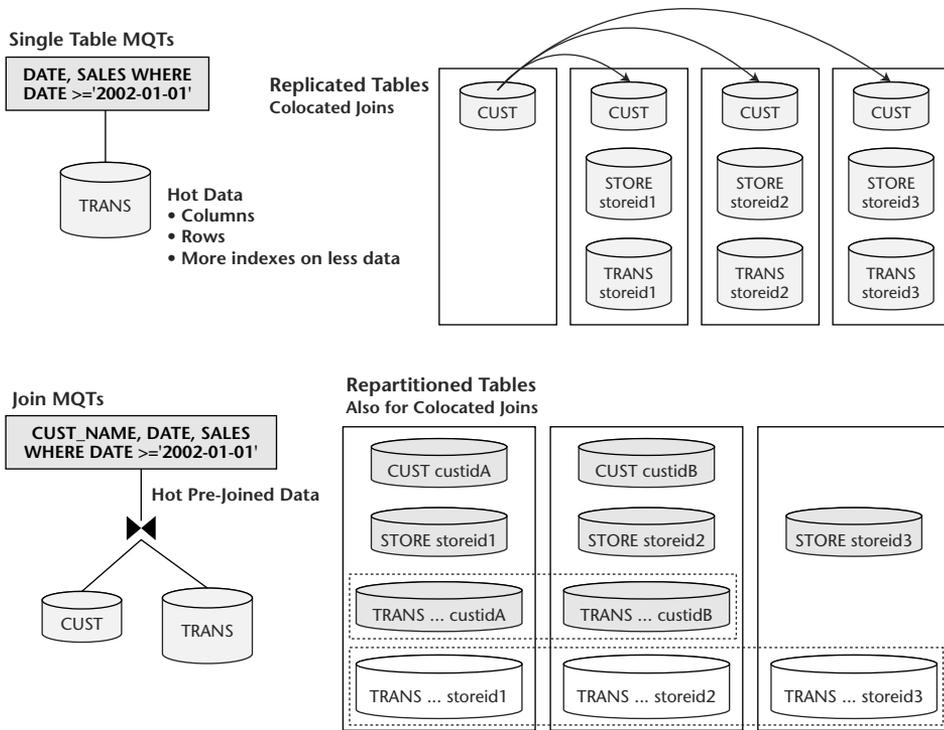 Single Table MQTs
DATE, SALES WHERE
DATE >='2002-01-01'
TRANS
Hot Data
• Columns
• Rows
• More indexes on less data
Replicated Tables
Colocated Joins
CUST
CUST
CUST
CUST
STORE
storeid1
STORE
storeid2
STORE
storeid3
TRANS
storeid1
TRANS
storeid2
TRANS
storeid3
Join MQTs
CUST_NAME, DATE, SALES
WHERE DATE >='2002-01-01'
Hot Pre-Joined Data
CUST
TRANS
Repartitioned Tables
Also for Colocated Joins
CUST custidA
CUST custidB
STORE storeid1
STORE storeid2
STORE storeid3
TRANS ... custidA
TRANS ... custidB
TRANS ... storeid1
TRANS ... storeid2
TRANS ... storeid3